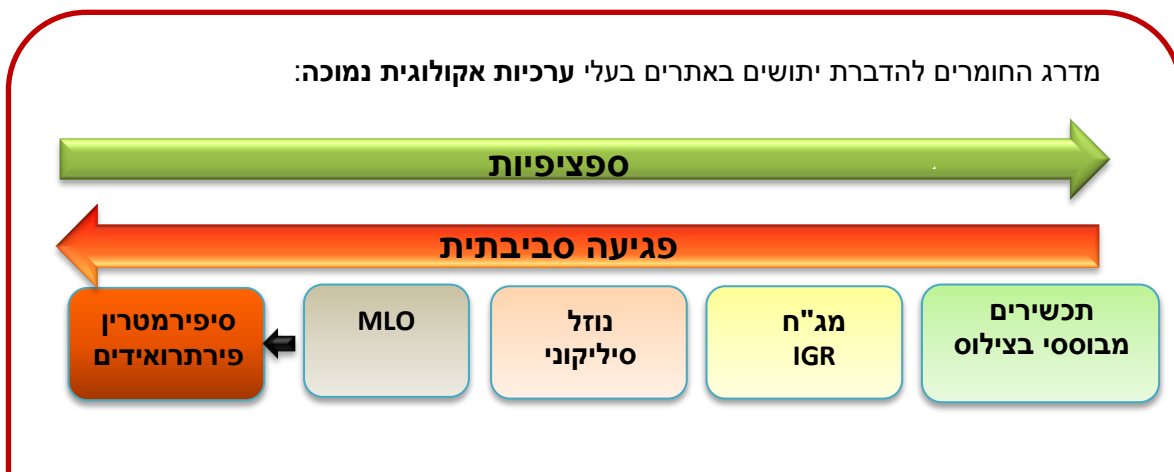 מדרג החומרים להדברת יתושים באתרים בעלי ערכיות אקולוגית נמוכה:
ספציפיות
פגיעה סביבתית
תכשירים
מבוססי בצילוס
מג"ח
IGR
נוזל
סיליקוני
MLO
סיפירמטרין
פירתרואידים